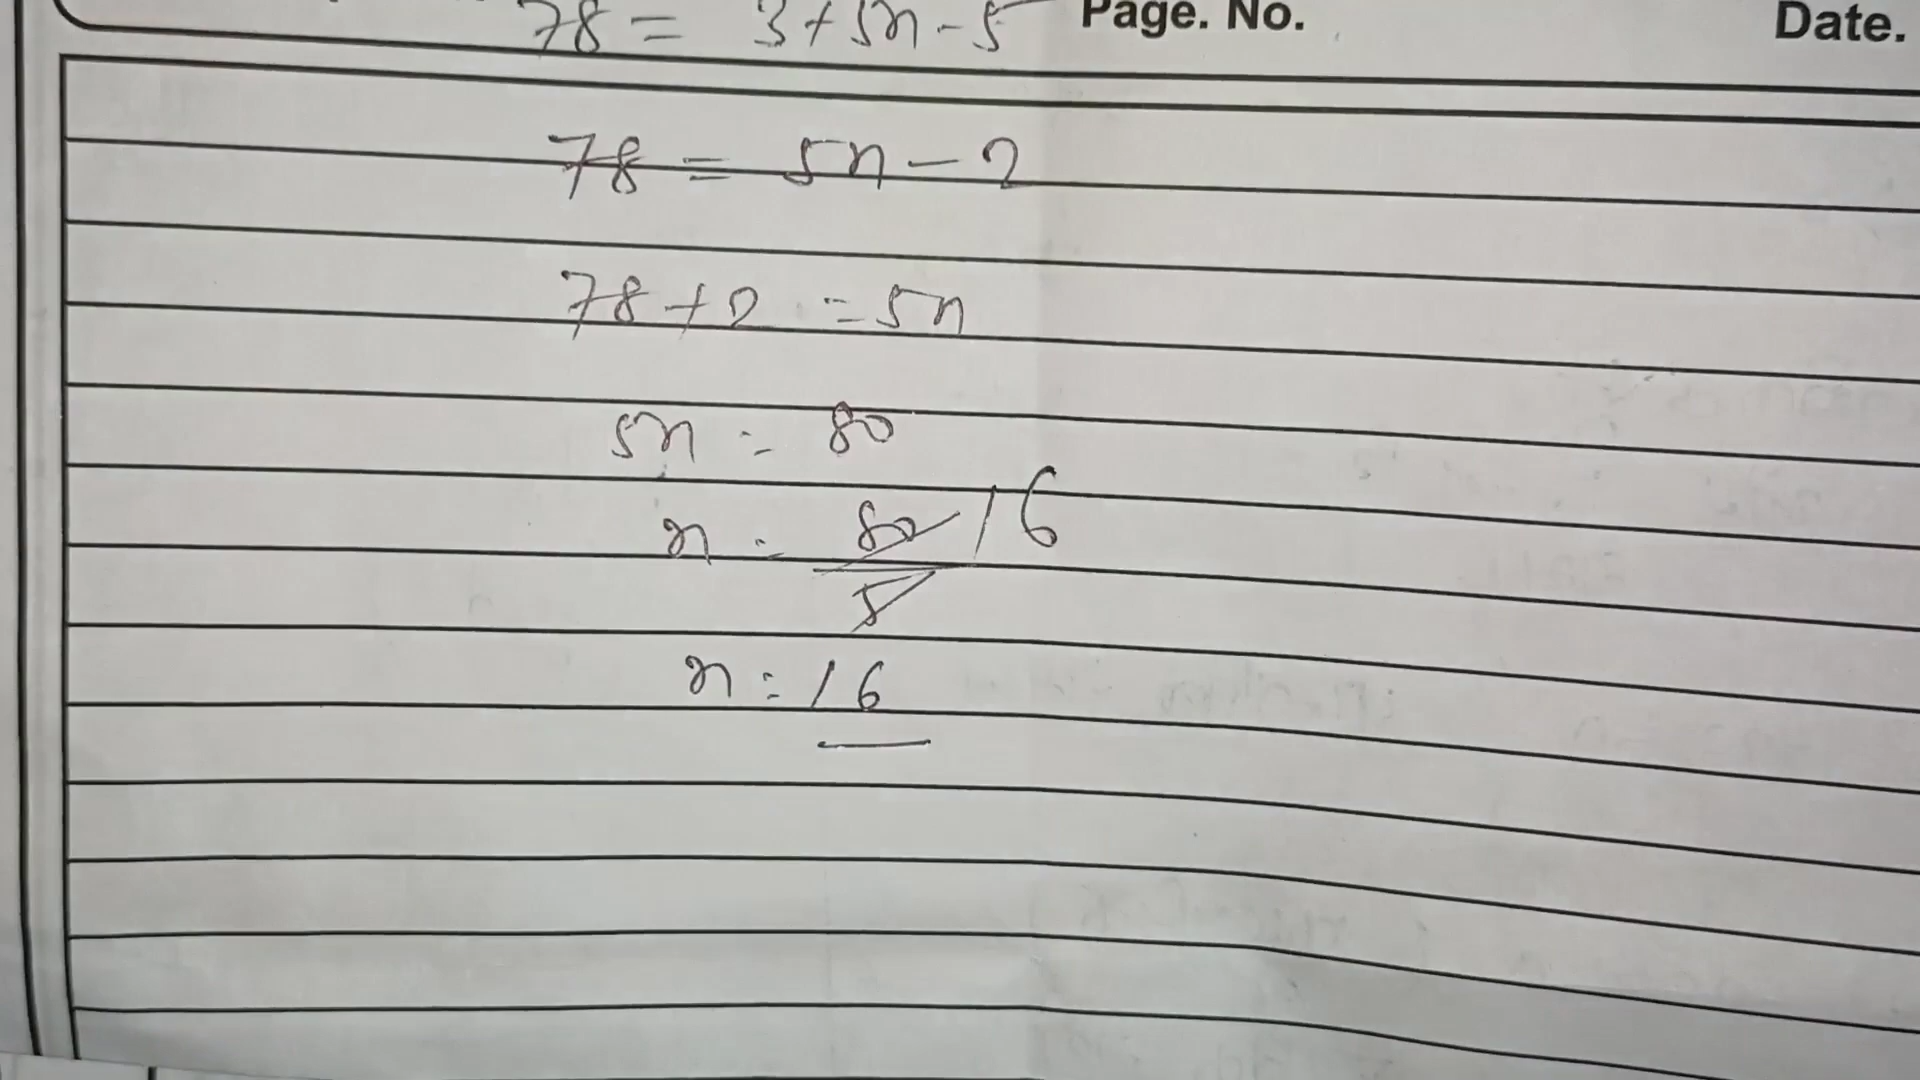 78 = 3+5n-5 Page. No. Date.
78 = 5n-2
78+2 = 5n
5n = 80
n = 80/5 16
n = 16